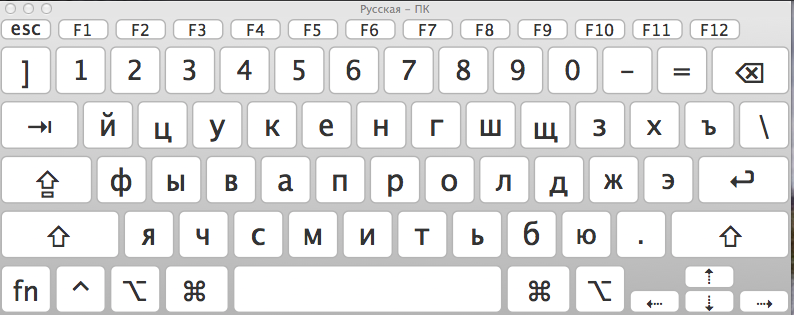 Русская - ПК
esc F1 F2 F3 F4 F5 F6 F7 F8 F9 F10 F11 F12
] 1 2 3 4 5 6 7 8 9 0 - = ⌫
⇥ й ц у к е н г ш щ з х ъ \
⇪ ф ы в а п р о л д ж э ↩
⇧ я ч с м и т ь б ю . ⇧
fn ^ ⌥ ⌘ ⌘ ⌥ ⇠ ⇡ ⇣ ⇢